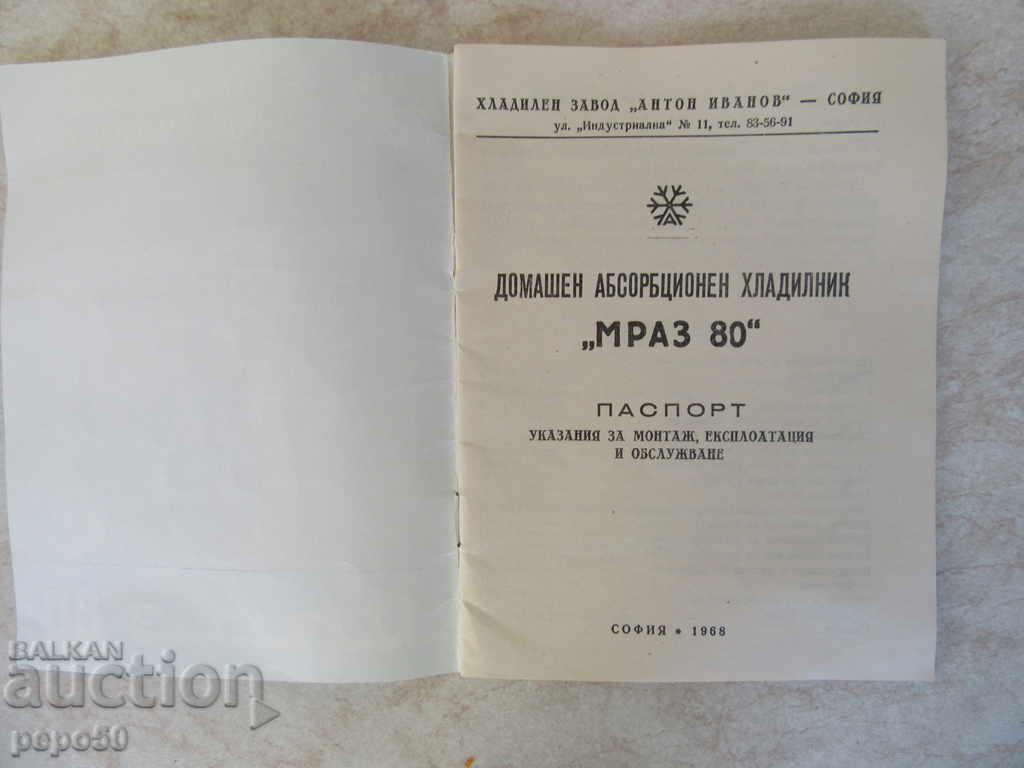 ХЛАДИЛЕН ЗАВОД „АНТОН ИВАНОВ“ — СОФИЯ
ул. „Индустриална“ № 11, тел. 83-56-91
ДОМАШЕН АБСОРБЦИОНЕН ХЛАДИЛНИК
„МРАЗ 80“
ПАСПОРТ
УКАЗАНИЯ ЗА МОНТАЖ, ЕКСПЛОАТАЦИЯ
И ОБСЛУЖВАНЕ
СОФИЯ • 1968
BALKAN
auction
pepo50